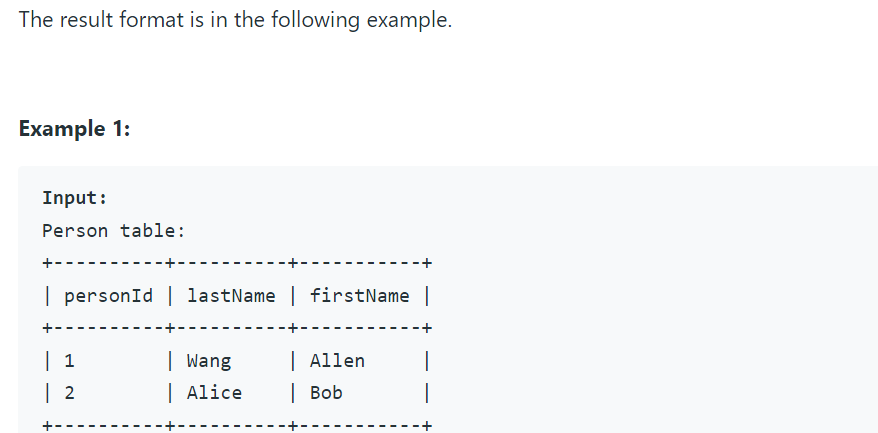 The result format is in the following example.
Example 1:
Input:
Person table:
+----------+----------+-----------+
| personId | lastName | firstName |
+----------+----------+-----------+
| 1        | Wang     | Allen     |
| 2        | Alice    | Bob       |
+----------+----------+-----------+